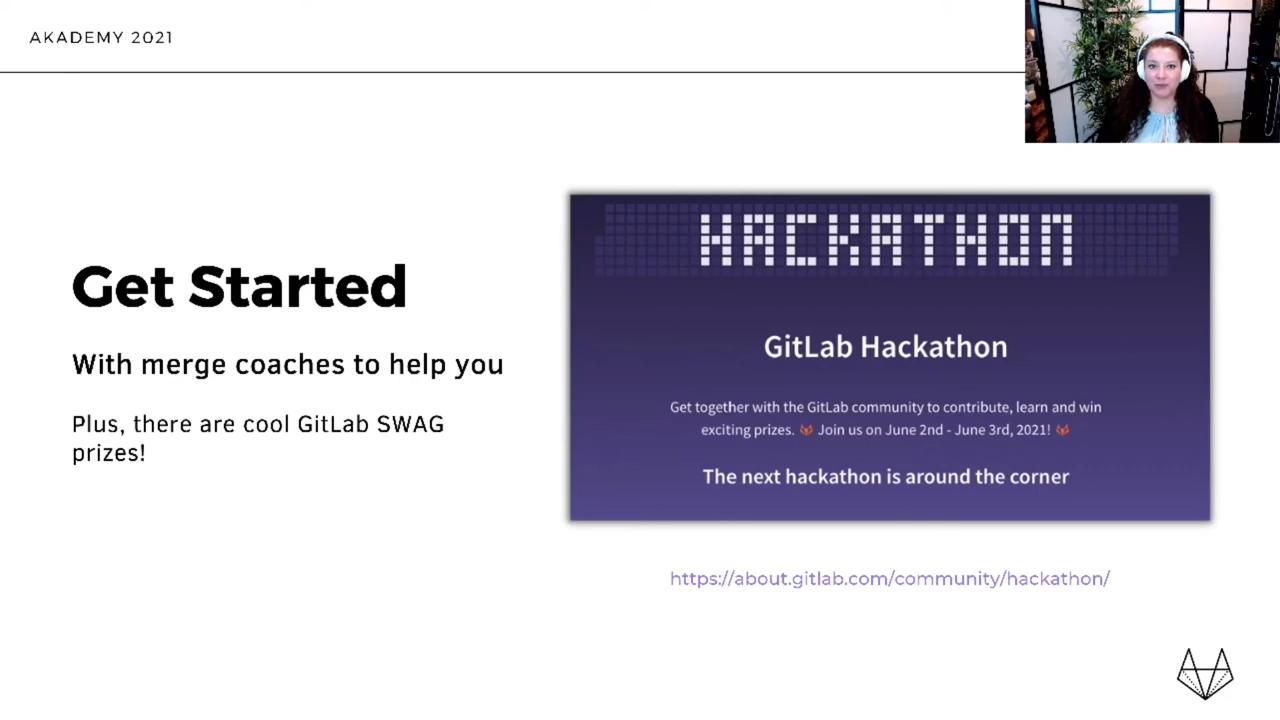 AKADEMY 2021
Get Started
With merge coaches to help you
Plus, there are cool GitLab SWAG
prizes!
HACKATHON
GitLab Hackathon
Get together with the GitLab community to contribute, learn and win
exciting prizes. 🦊 Join us on June 2nd - June 3rd, 2021! 🦊
The next hackathon is around the corner
https://about.gitlab.com/community/hackathon/